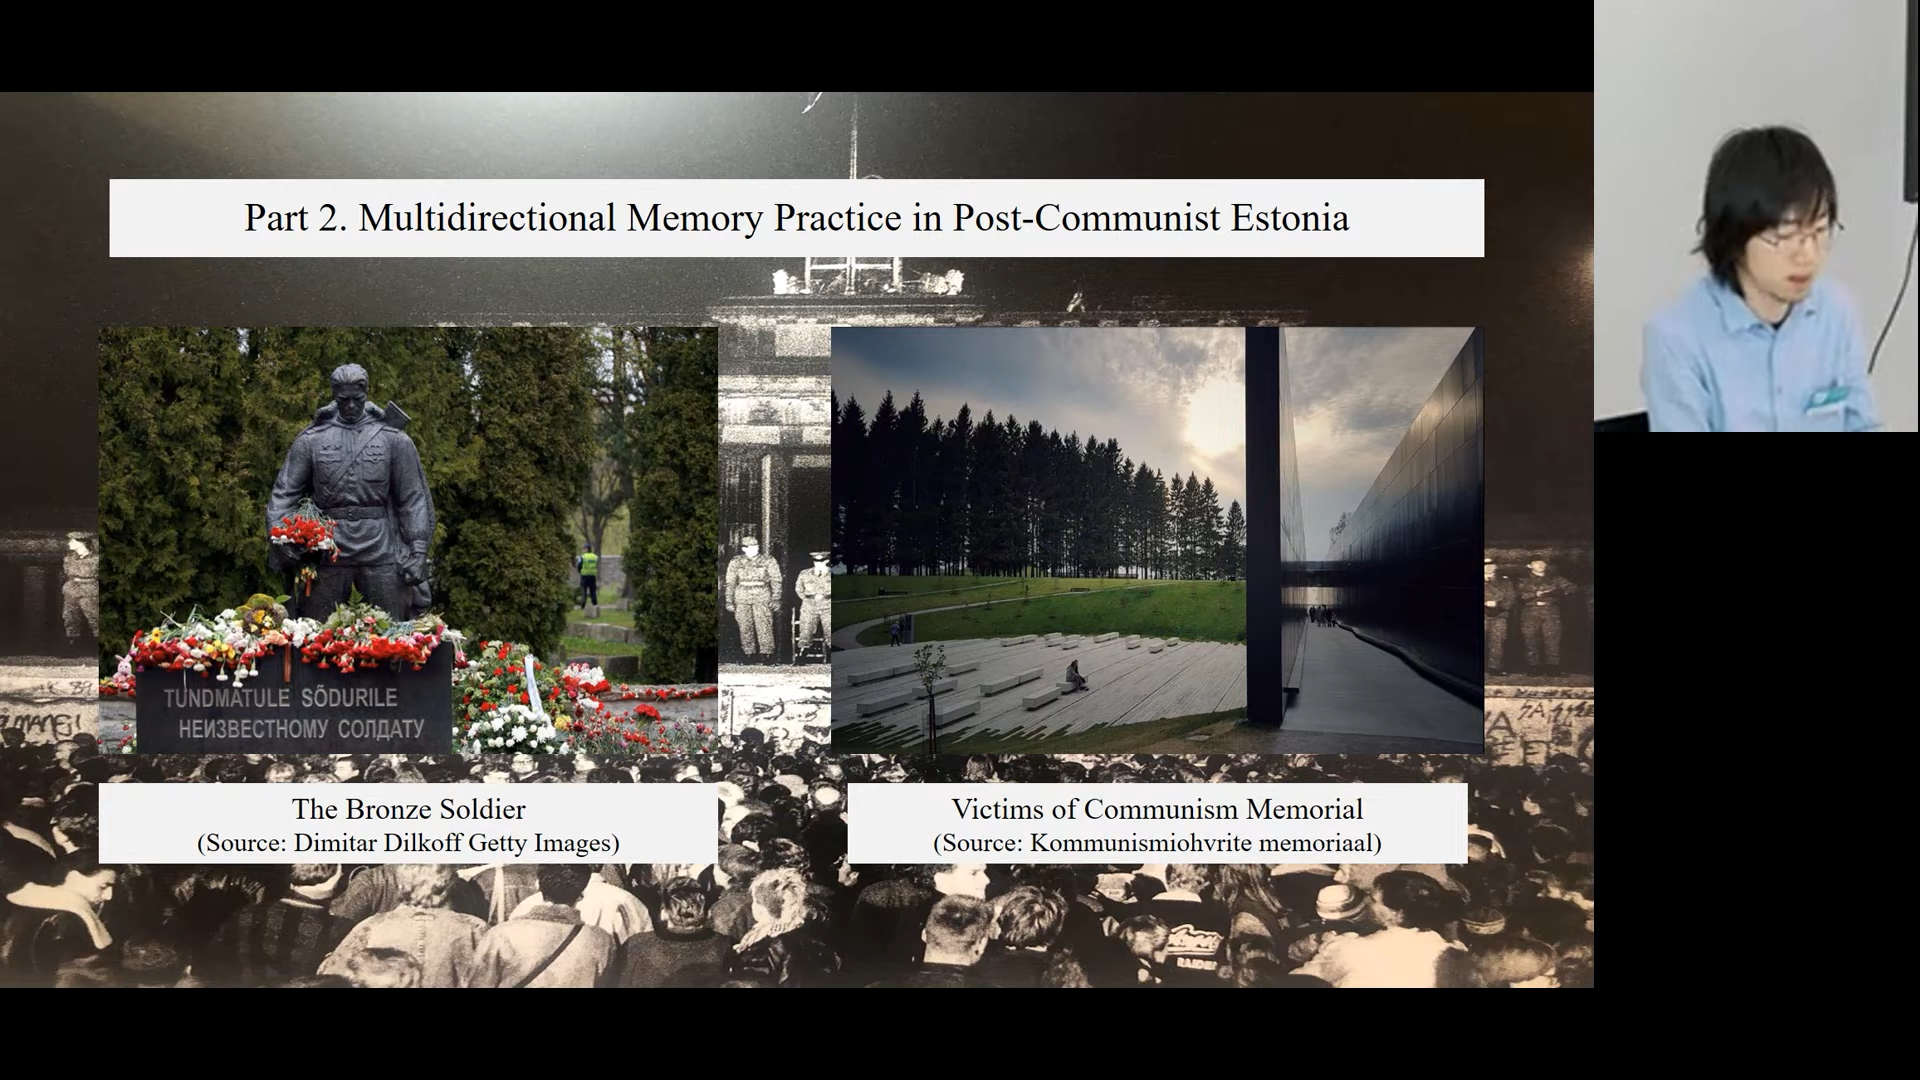 Part 2. Multidirectional Memory Practice in Post-Communist Estonia
TUNDMATULE SÕDURILE
НЕИЗВЕСТНОМУ СОЛДАТУ
The Bronze Soldier
(Source: Dimitar Dilkoff Getty Images)
Victims of Communism Memorial
(Source: Kommunismiohvrite memoriaal)
RAIDERS